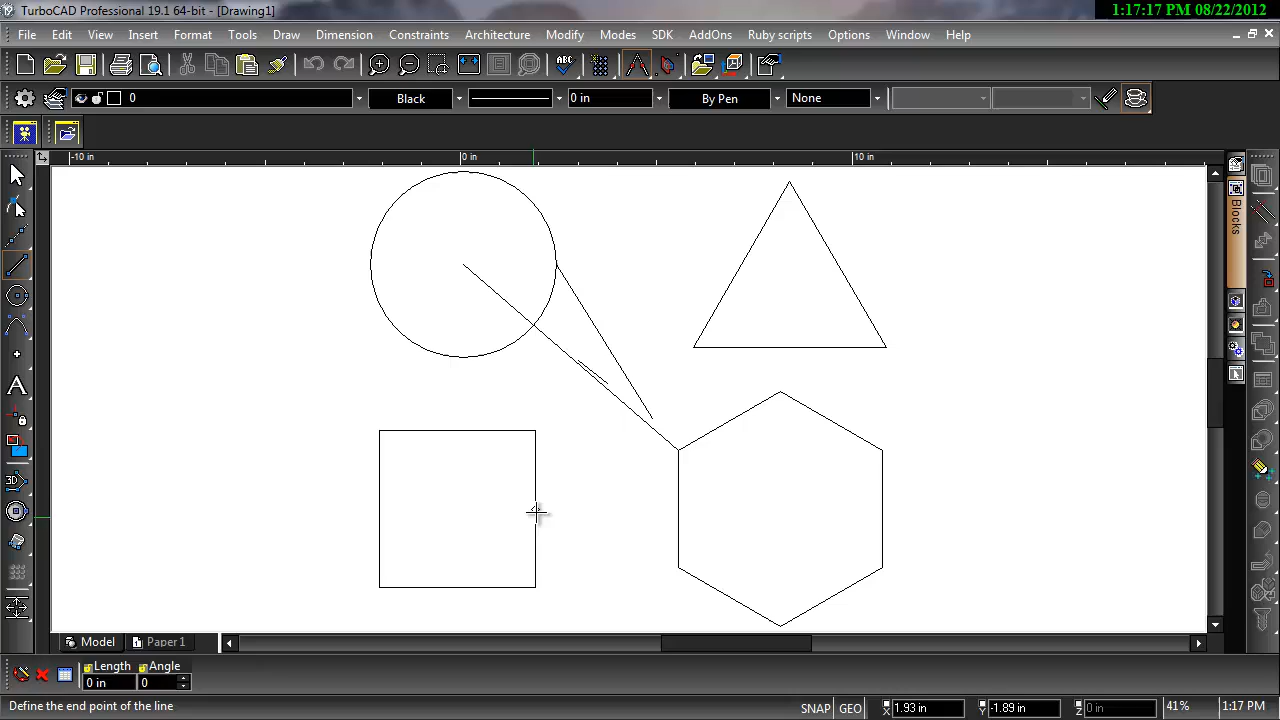 1:17:17 PM 08/22/2012
TurboCAD Professional 19.1 64-bit - [Drawing1]
File Edit View Insert Format Tools Draw Dimension Constraints Architecture Modify Modes SDK AddOns Ruby scripts Options Window Help
ABC
0 Black 0 in By Pen None
-10 in 0 in 10 in
Blocks
3D
Model Paper1
Length Angle
0 in 0
Define the end point of the line SNAP GEO X 1.93 in Y -1.89 in Z 0 in 41% 1:17 PM